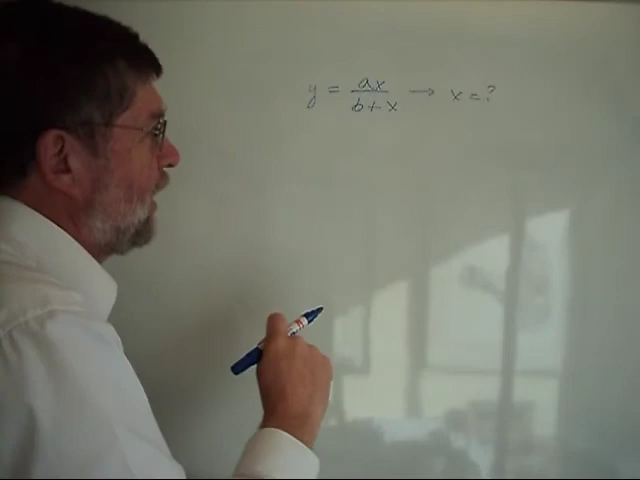 y = ax / b + x → x = ?